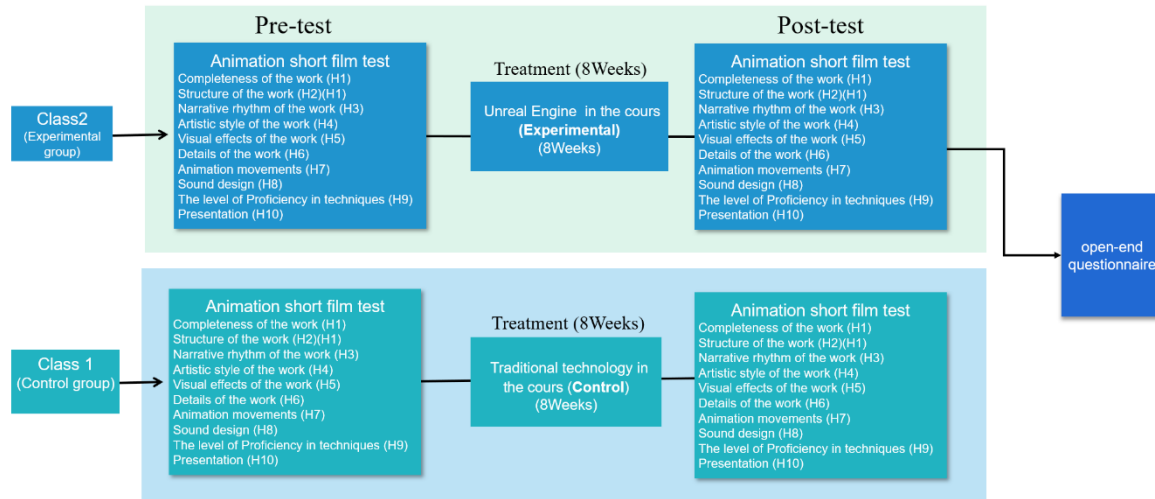 Pre-test
Post-test
Class2
(Experimental
group)
Animation short film test
Completeness of the work (H1)
Structure of the work (H2)(H1)
Narrative rhythm of the work (H3)
Artistic style of the work (H4)
Visual effects of the work (H5)
Details of the work (H6)
Animation movements (H7)
Sound design (H8)
The level of Proficiency in techniques (H9)
Presentation (H10)
Treatment (8Weeks)
Unreal Engine in the cours
(Experimental)
(8Weeks)
Animation short film test
Completeness of the work (H1)
Structure of the work (H2)(H1)
Narrative rhythm of the work (H3)
Artistic style of the work (H4)
Visual effects of the work (H5)
Details of the work (H6)
Animation movements (H7)
Sound design (H8)
The level of Proficiency in techniques (H9)
Presentation (H10)
open-end
questionnaire
Class 1
(Control group)
Animation short film test
Completeness of the work (H1)
Structure of the work (H2)(H1)
Narrative rhythm of the work (H3)
Artistic style of the work (H4)
Visual effects of the work (H5)
Details of the work (H6)
Animation movements (H7)
Sound design (H8)
The level of Proficiency in techniques (H9)
Presentation (H10)
Treatment (8Weeks)
Traditional technology in
the cours (Control)
(8Weeks)
Animation short film test
Completeness of the work (H1)
Structure of the work (H2)(H1)
Narrative rhythm of the work (H3)
Artistic style of the work (H4)
Visual effects of the work (H5)
Details of the work (H6)
Animation movements (H7)
Sound design (H8)
The level of Proficiency in techniques (H9)
Presentation (H10)